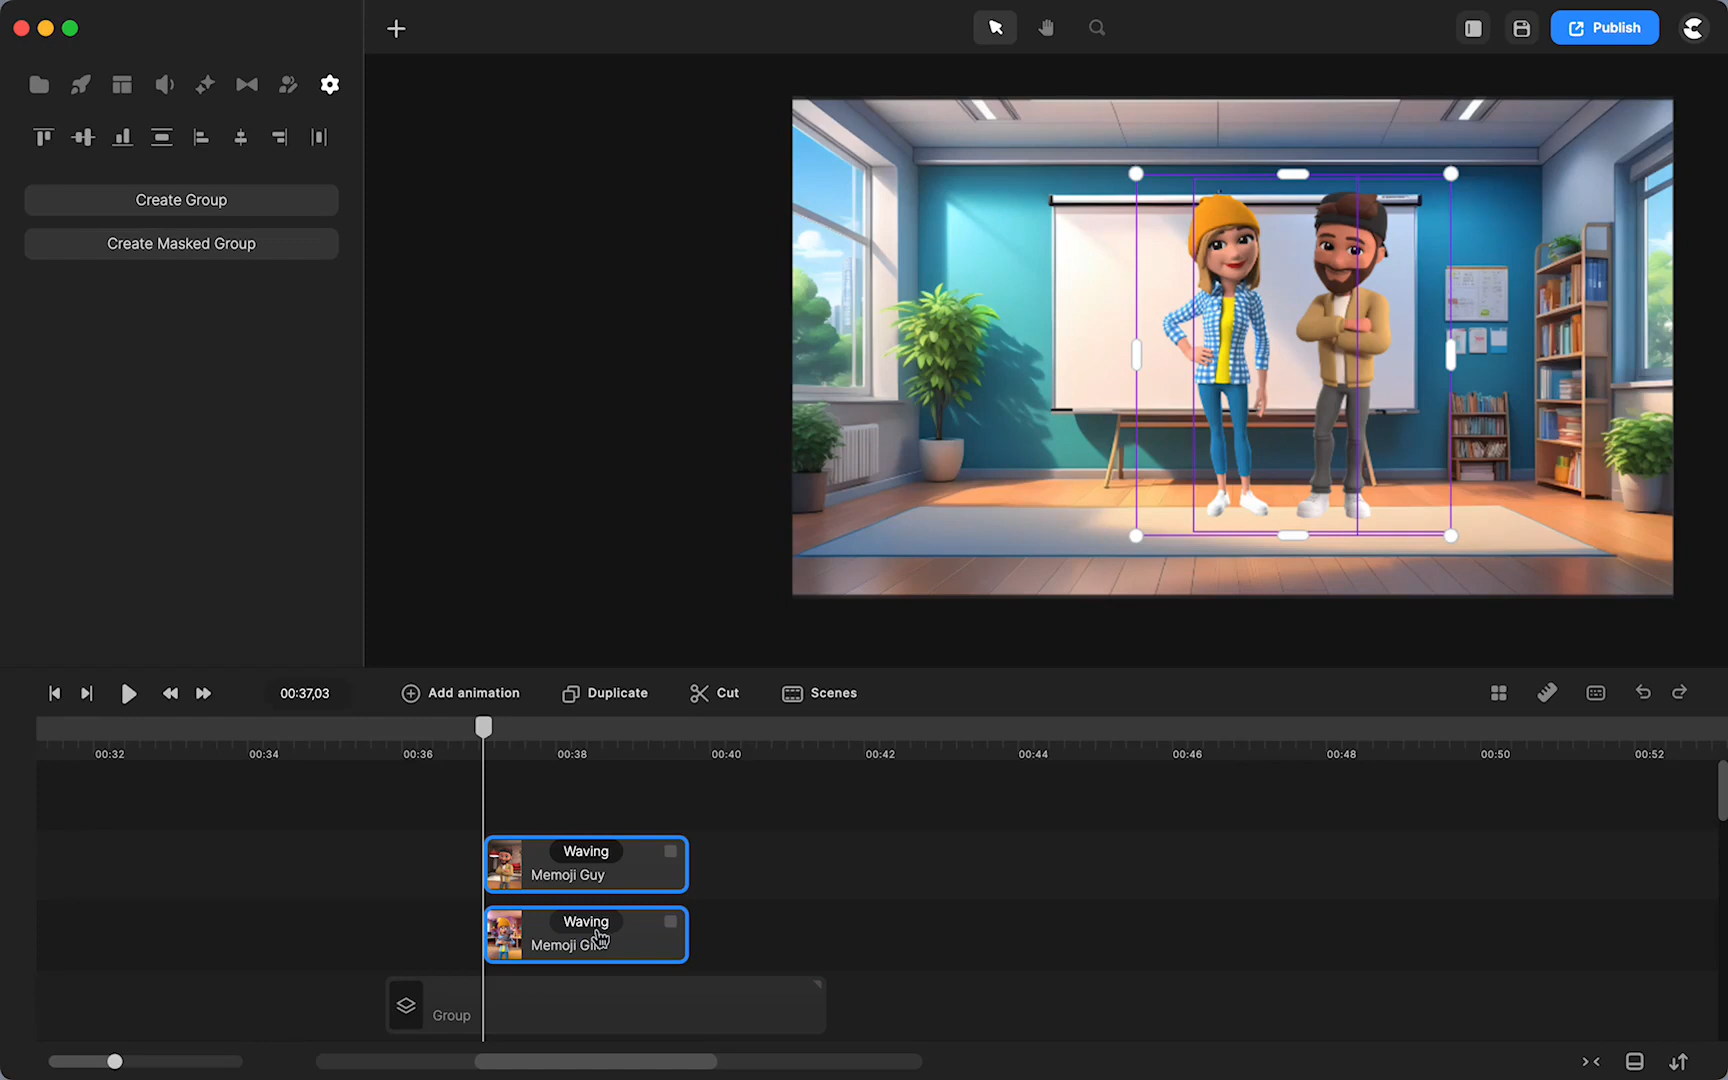 Publish
Create Group
Create Masked Group
00:37,03
Add animation
Duplicate
Cut
Scenes
00:32
00:34
00:36
00:38
00:40
00:42
00:44
00:46
00:48
00:50
00:52
Waving
Memoji Guy
Waving
Memoji
Group